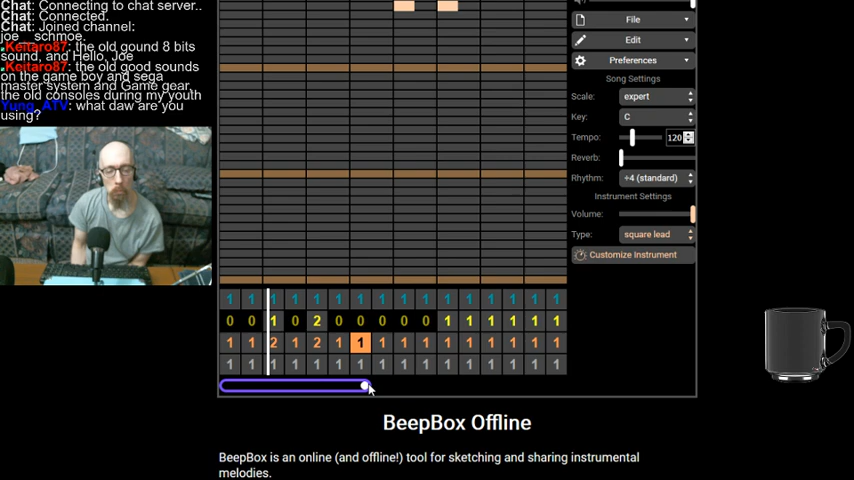 Chat: Connecting to chat server..
Chat: Connected.
Chat: Joined channel:
joe__schmoe.
Keitaro87: the old gound 8 bits
sound, and Hello, Joe
Keitaro87: the old good sounds
on the game boy and sega
master system and Game gear,
the old consoles during my youth
Yung_ATV: what daw are you
using?
File
Edit
Preferences
Song Settings
Scale: expert
Key: C
Tempo: 120
Reverb:
Rhythm: ÷4 (standard)
Instrument Settings
Volume:
Type: square lead
Customize Instrument
1 1 1 1 1 1 1 1 1 1 1 1 1 1 1 1
0 0 1 0 2 0 0 0 0 0 1 1 1 1 1 1
1 1 2 1 2 1 1 1 1 1 1 1 1 1 1 1
1 1 1 1 1 1 1 1 1 1 1 1 1 1 1 1
BeepBox Offline
BeepBox is an online (and offline!) tool for sketching and sharing instrumental
melodies.